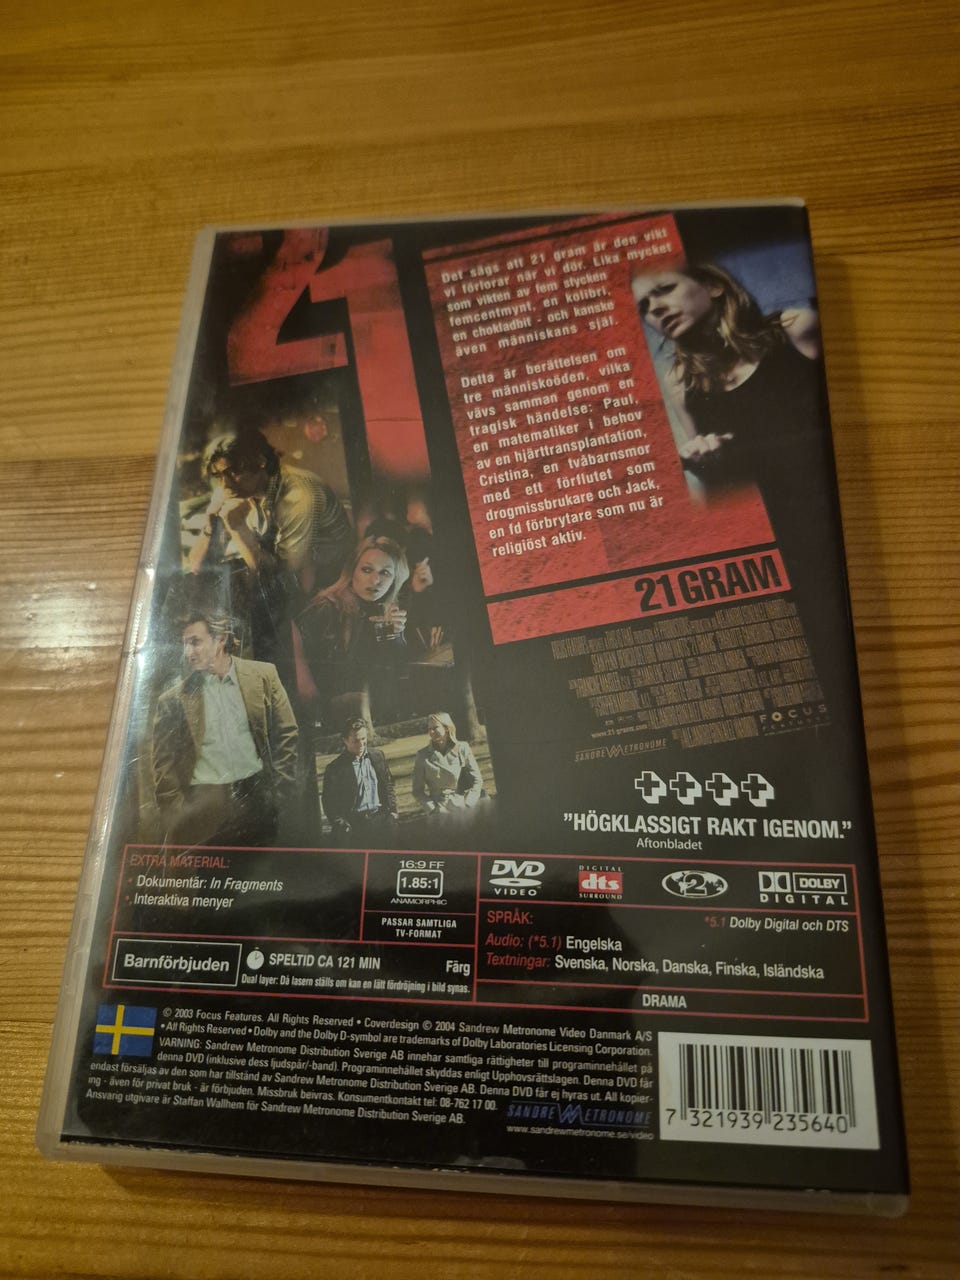 21
Det sägs att 21 gram är den vikt
vi förlorar när vi dör. Lika mycket
som vikten av fem stycken
femcentmynt, en kolibri,
en chokladbit - och kanske
även människans själ.
Detta är berättelsen om
tre människoöden, vilka
vävs samman genom en
tragisk händelse: Paul,
en matematiker i behov
av en hjärttransplantation,
Cristina, en tvåbarnsmor
med ett förflutet som
drogmissbrukare och Jack,
en fd förbrytare som nu är
religiöst aktiv.
21 GRAM
www.21-grams.com
FOCUS
FEATURES
SANDREW METRONOME
"HÖGKLASSIGT RAKT IGENOM."
Aftonbladet
EXTRA MATERIAL:
· Dokumentär: In Fragments
· Interaktiva menyer
16:9 FF
1.85:1
ANAMORPHIC
PASSAR SAMTLIGA
TV-FORMAT
Barnförbjuden
SPELTID CA 121 MIN
Färg
Dual layer: Då lasern ställs om kan en lätt fördröjning i bild synas.
DVD
VIDEO
DIGITAL
dts
SURROUND
2
DOLBY
DIGITAL
SPRÅK:
*5.1 Dolby Digital och DTS
Audio: (*5.1) Engelska
Textningar: Svenska, Norska, Danska, Finska, Isländska
DRAMA
© 2003 Focus Features. All Rights Reserved • Coverdesign © 2004 Sandrew Metronome Video Danmark A/S
• All Rights Reserved • Dolby and the Dolby D-symbol are trademarks of Dolby Laboratories Licensing Corporation.
VARNING: Sandrew Metronome Distribution Sverige AB innehar samtliga rättigheter till programinnehållet på
denna DVD (inklusive dess ljudspår/-band). Programinnehållet skyddas enligt Upphovsrättslagen. Denna DVD får
endast försäljas av den som har tillstånd av Sandrew Metronome Distribution Sverige AB. Denna DVD får ej hyras ut. All kopier-
ng - även för privat bruk - är förbjuden. Missbruk beivras. Konsumentkontakt tel: 08-762 17 00.
Ansvarig utgivare är Staffan Wallhem för Sandrew Metronome Distribution Sverige AB.
SANDREW METRONOME
www.sandrewmetronome.se/video
7 321939 235640